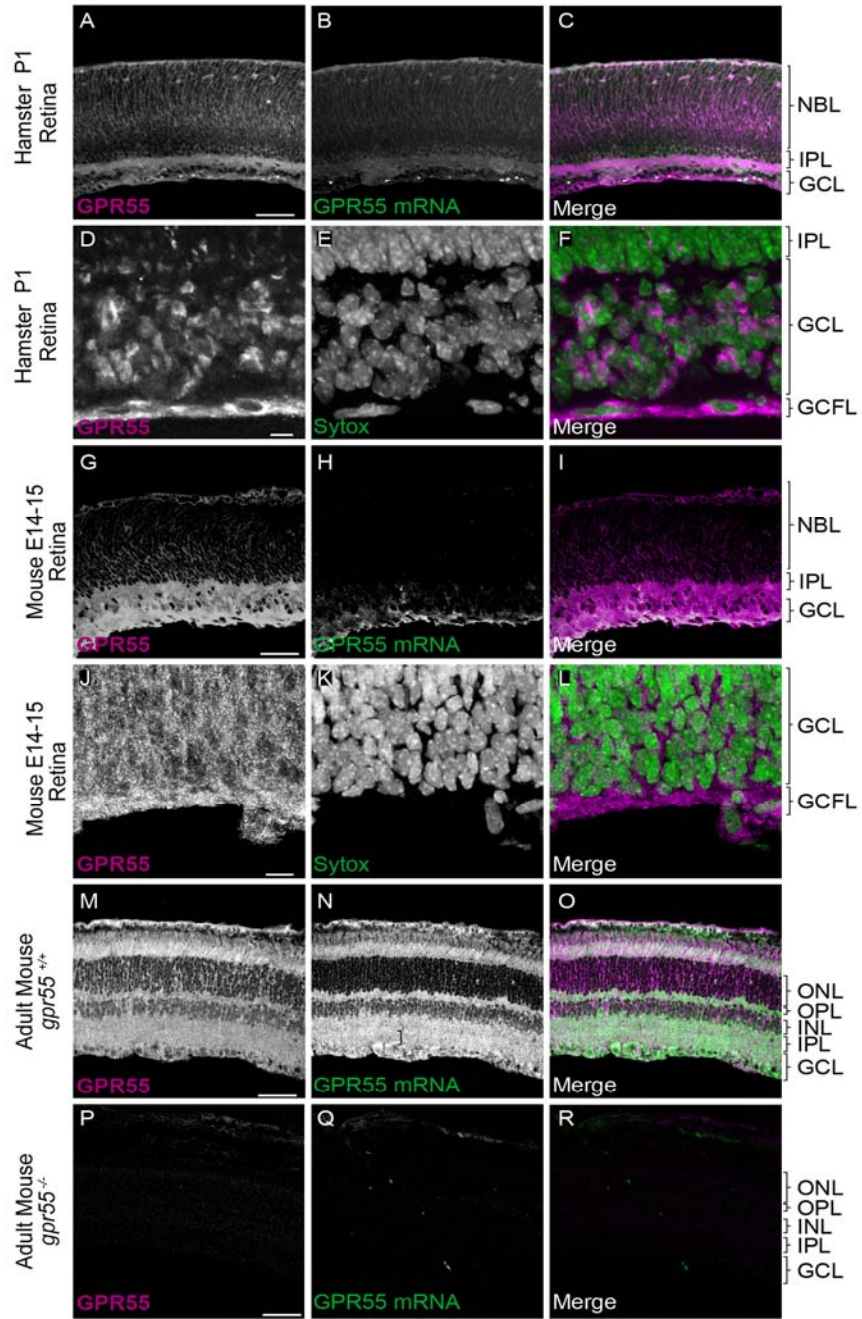 Hamster P1
Retina
A
B
C
GPR55
GPR55 mRNA
Merge
NBL
IPL
GCL
Hamster P1
Retina
D
E
F
GPR55
Sytox
Merge
IPL
GCL
GCFL
Mouse E14-15
Retina
G
H
I
GPR55
GPR55 mRNA
Merge
NBL
IPL
GCL
Mouse E14-15
Retina
J
K
L
GPR55
Sytox
Merge
GCL
GCFL
Adult Mouse
gpr55+/+
M
N
O
GPR55
GPR55 mRNA
Merge
ONL
OPL
INL
IPL
GCL
Adult Mouse
gpr55-/-
P
Q
R
GPR55
GPR55 mRNA
Merge
ONL
OPL
INL
IPL
GCL